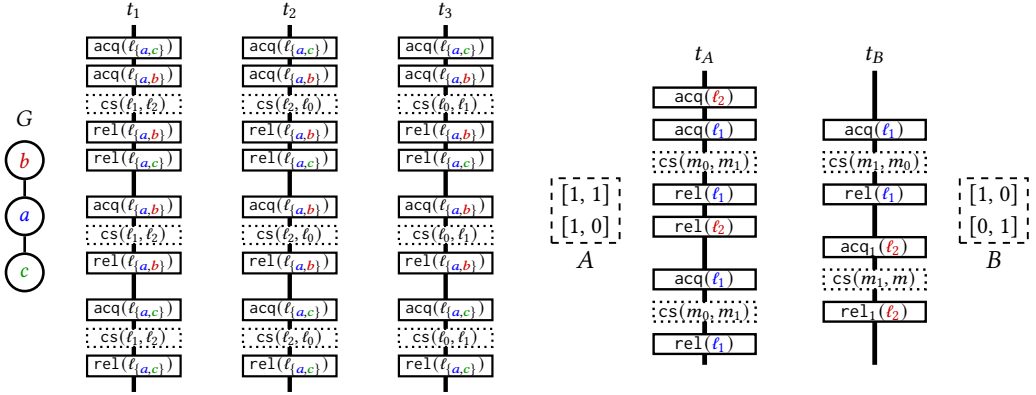 G
b
a
c
t₁
acq(ℓ{a,c})
acq(ℓ{a,b})
cs(ℓ₁, ℓ₂)
rel(ℓ{a,b})
rel(ℓ{a,c})
acq(ℓ{a,b})
cs(ℓ₁, ℓ₂)
rel(ℓ{a,b})
acq(ℓ{a,c})
cs(ℓ₁, ℓ₂)
rel(ℓ{a,c})
t₂
acq(ℓ{a,c})
acq(ℓ{a,b})
cs(ℓ₂, ℓ₀)
rel(ℓ{a,b})
rel(ℓ{a,c})
acq(ℓ{a,b})
cs(ℓ₂, ℓ₀)
rel(ℓ{a,b})
acq(ℓ{a,c})
cs(ℓ₂, ℓ₀)
rel(ℓ{a,c})
t₃
acq(ℓ{a,c})
acq(ℓ{a,b})
cs(ℓ₀, ℓ₁)
rel(ℓ{a,b})
rel(ℓ{a,c})
acq(ℓ{a,b})
cs(ℓ₀, ℓ₁)
rel(ℓ{a,b})
acq(ℓ{a,c})
cs(ℓ₀, ℓ₁)
rel(ℓ{a,c})
[1, 1]
[1, 0]
A
t_A
acq(ℓ₂)
acq(ℓ₁)
cs(m₀, m₁)
rel(ℓ₁)
rel(ℓ₂)
acq(ℓ₁)
cs(m₀, m₁)
rel(ℓ₁)
t_B
acq(ℓ₁)
cs(m₁, m₀)
rel(ℓ₁)
acq₁(ℓ₂)
cs(m₁, m)
rel₁(ℓ₂)
[1, 0]
[0, 1]
B